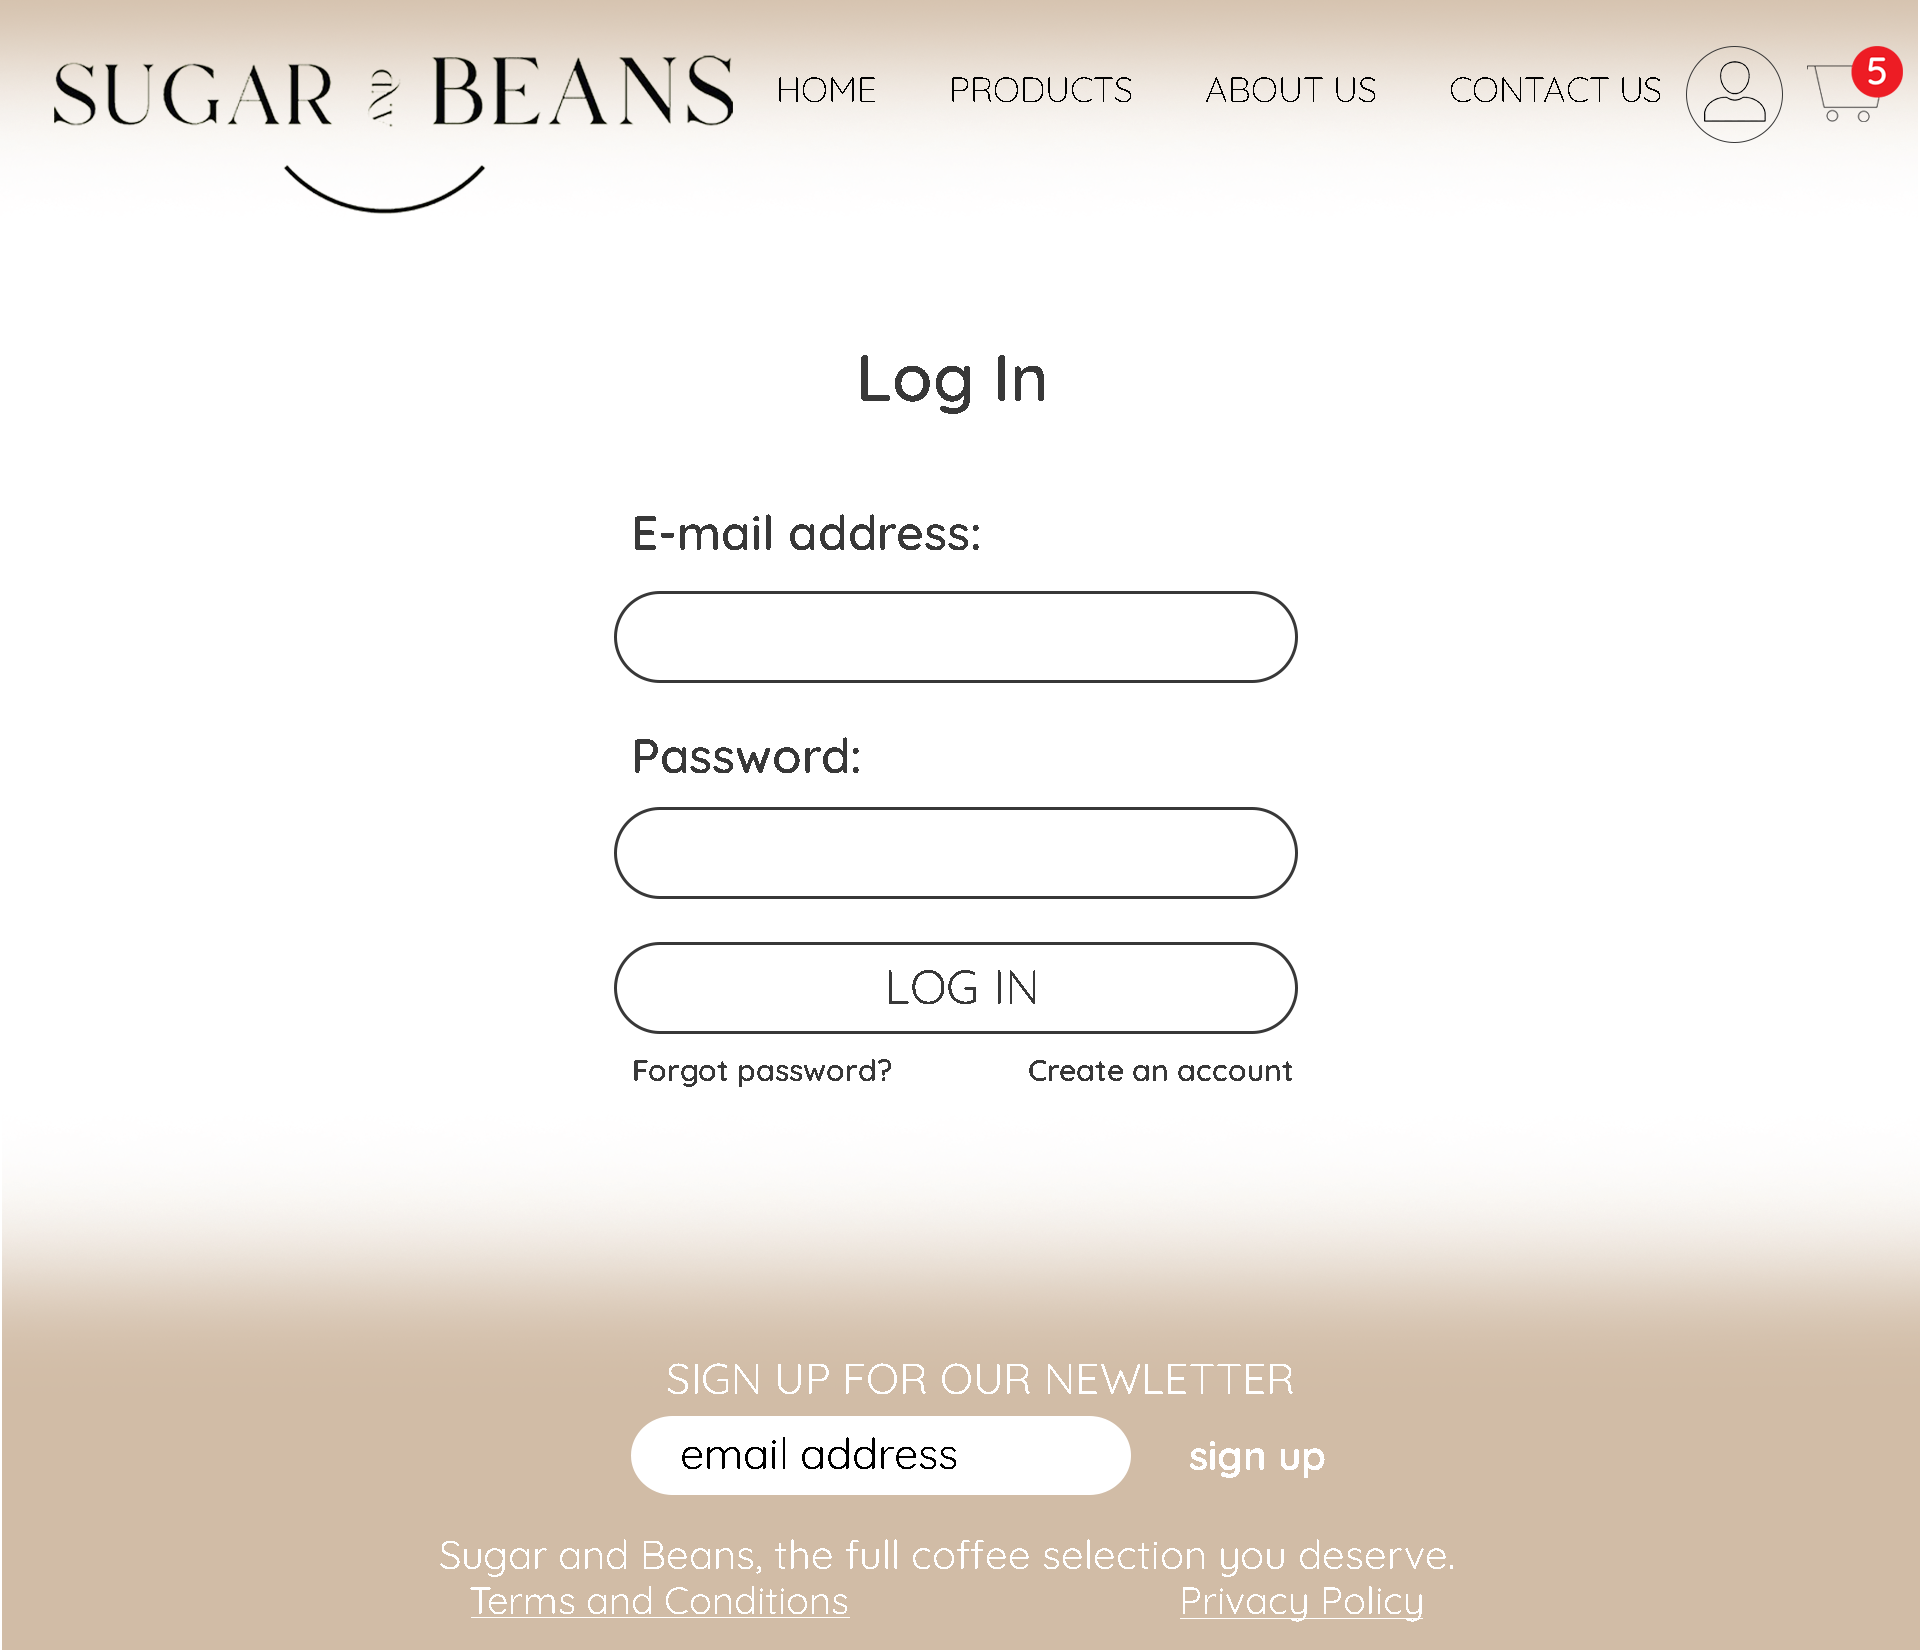 SUGAR and BEANS
HOME PRODUCTS ABOUT US CONTACT US 5
Log In
E-mail address:
Password:
LOG IN
Forgot password? Create an account
SIGN UP FOR OUR NEWLETTER
email address sign up
Sugar and Beans, the full coffee selection you deserve.
Terms and Conditions Privacy Policy